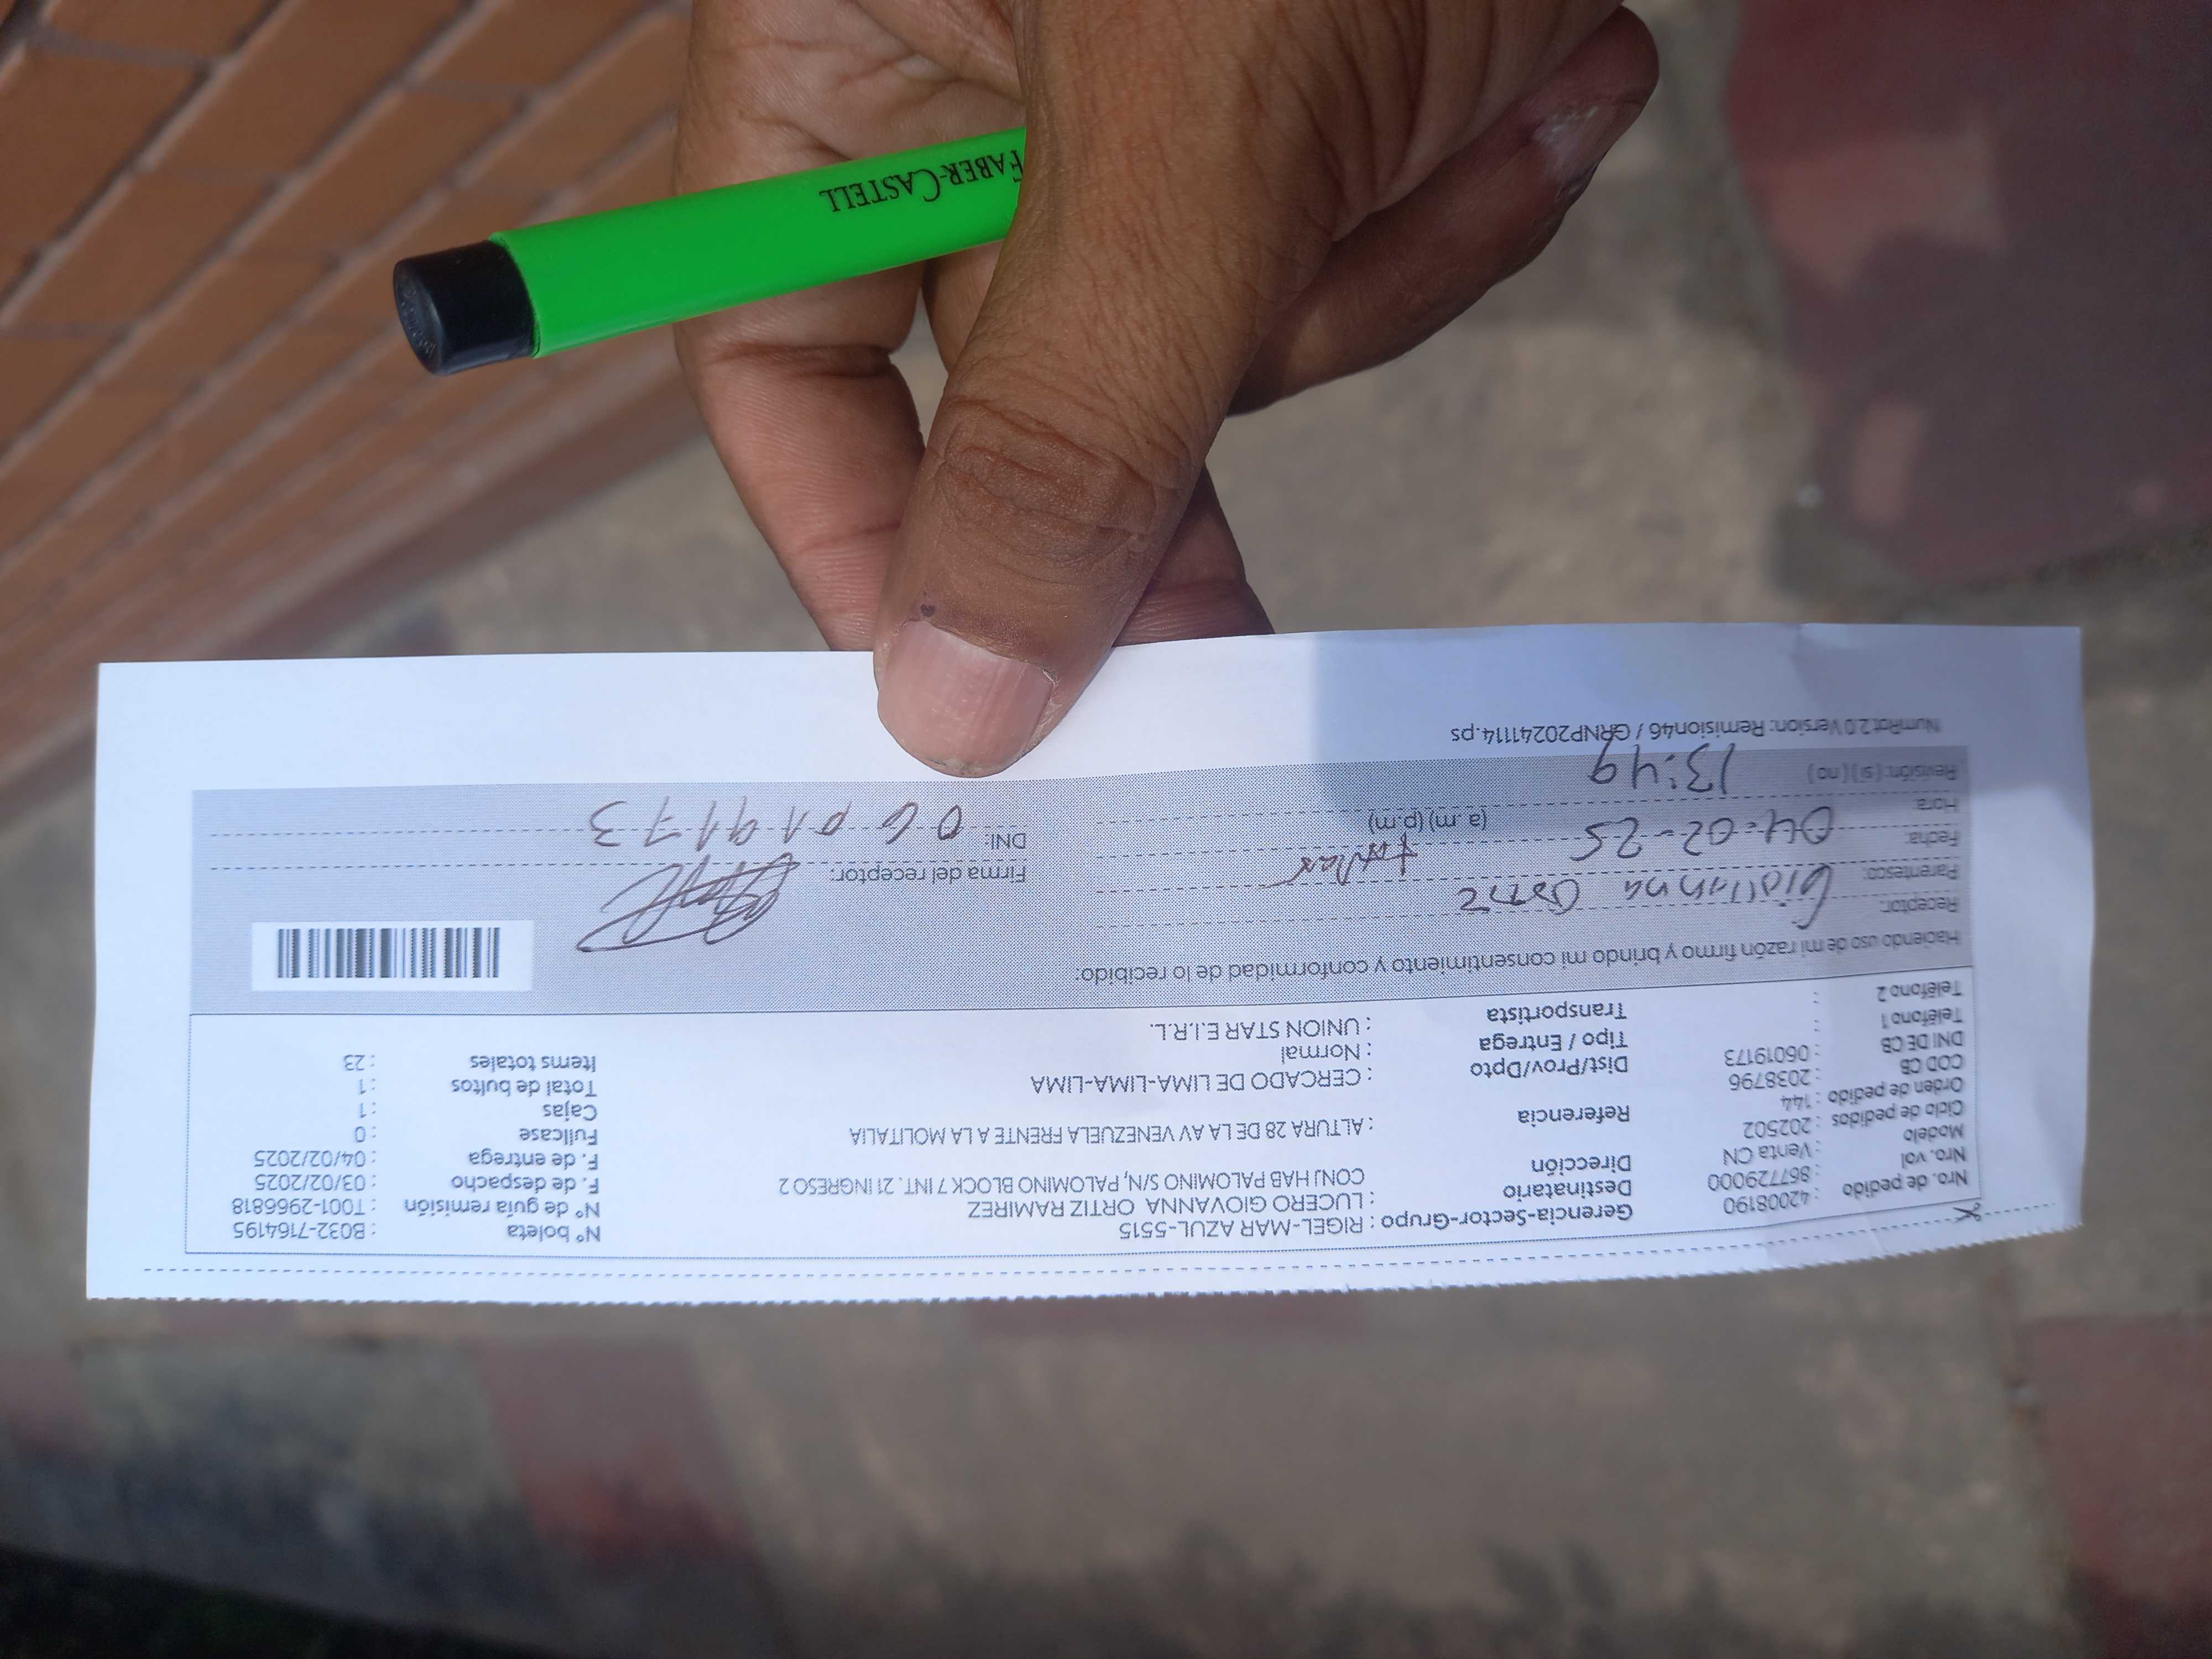 Nro. de pedido : 42008190
Nro. vol : 867729000
Modelo : Venta CN
Ciclo de pedidos : 202502
Orden de pedido : 144
COD CB : 2038796
DNI DE CB : 06019173
Teléfono 1 :
Teléfono 2 :
Gerencia-Sector-Grupo : RIGEL-MAR AZUL-5515
Destinatario : LUCERO GIOVANNA ORTIZ RAMIREZ
Dirección CONJ HAB PALOMINO S/N, PALOMINO BLOCK 7 INT. 21 INGRESO 2
Referencia : ALTURA 28 DE LA AV VENEZUELA FRENTE A LA MOLITALIA
Dist/Prov/Dpto : CERCADO DE LIMA-LIMA-LIMA
Tipo / Entrega : Normal
Transportista : UNION STAR E.I.R.L.
N° boleta : B032-7164195
N° de guía remisión : T001-2966818
F. de despacho : 03/02/2025
F. de entrega : 04/02/2025
Fullcase : 0
Cajas : 1
Total de bultos : 1
Items totales : 23
Haciendo uso de mi razón firmo y brindo mi consentimiento y conformidad de lo recibido:
Receptor: Giovanna
Parentesco:
Fecha: 04-02-25
Hora: 13:49 (a.m) (p.m)
Revisión: (si) (no)
Firma del receptor:
DNI: 06019173
NumRot 2.0 Version: Remision46 / GRNP20241114.ps
FABER-CASTELL